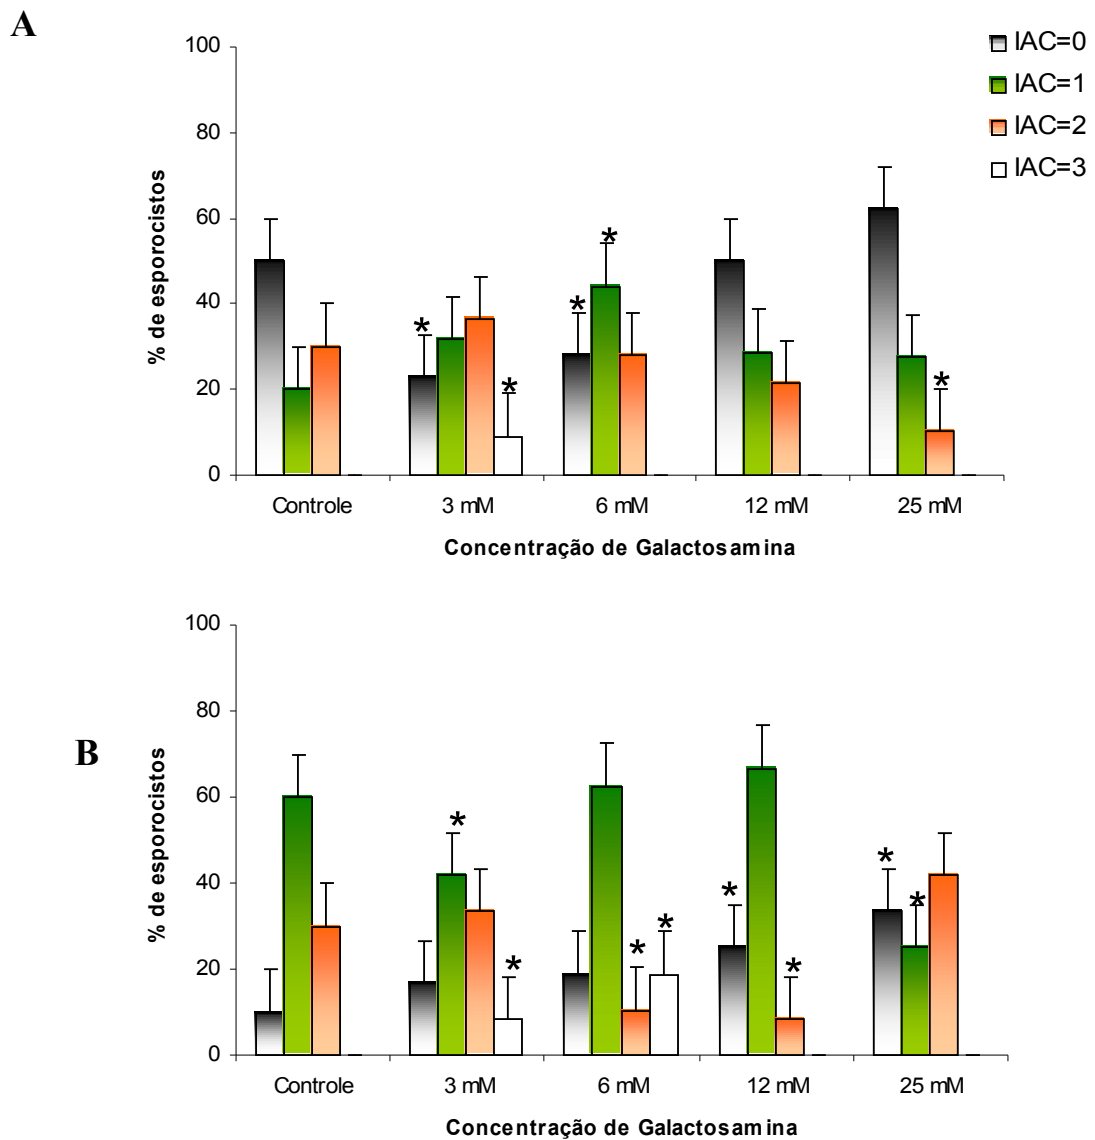 A
IAC=0
IAC=1
IAC=2
IAC=3
100
80
60
40
20
0
% de esporocistos
* * * * *
Controle 3 mM 6 mM 12 mM 25 mM
Concentração de Galactosamina
B
100
80
60
40
20
0
% de esporocistos
* * * * * * * *
Controle 3 mM 6 mM 12 mM 25 mM
Concentração de Galactosamina